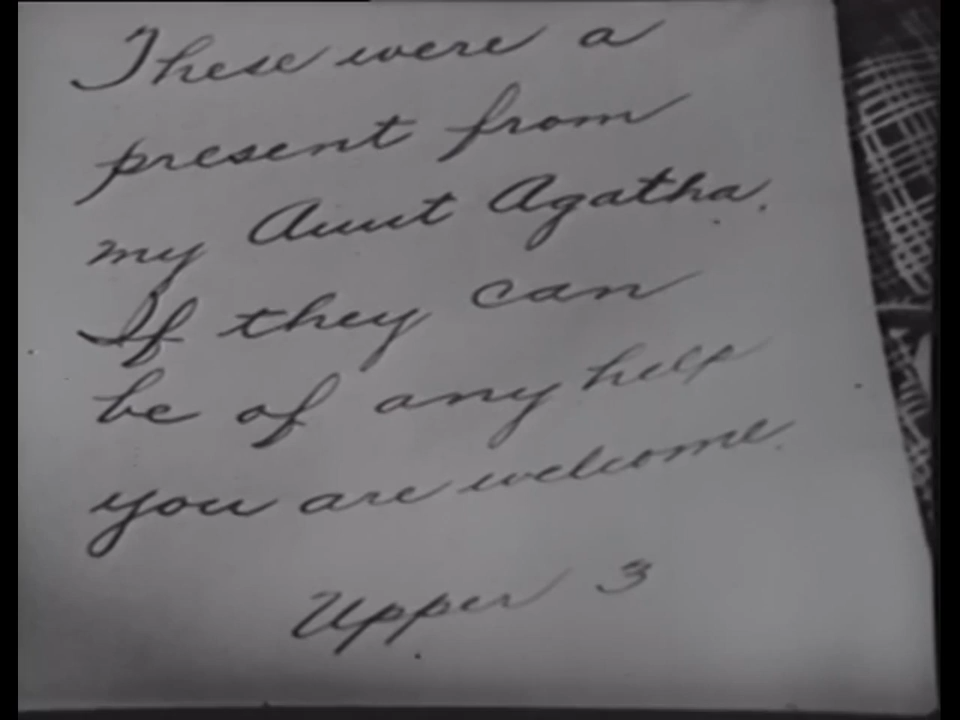 These were a
present from
my Aunt Agatha.
If they can
be of any help
you are welcome.
Upper 3